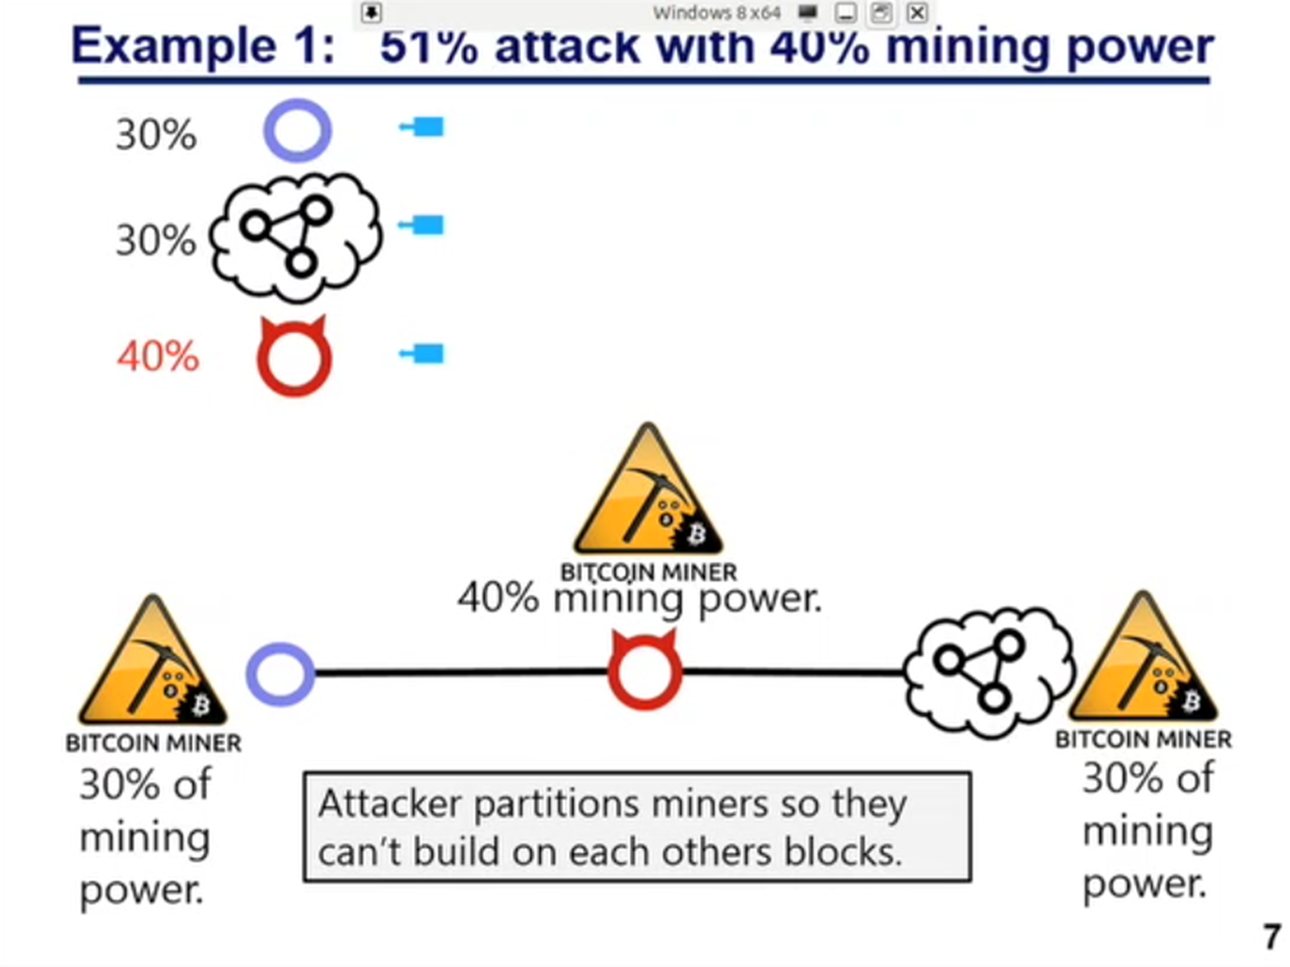 Windows 8 x64
Example 1: 51% attack with 40% mining power
30%
30%
40%
BITCOIN MINER
40% mining power.
BITCOIN MINER
30% of
mining
power.
BITCOIN MINER
30% of
mining
power.
Attacker partitions miners so they
can't build on each others blocks.
7